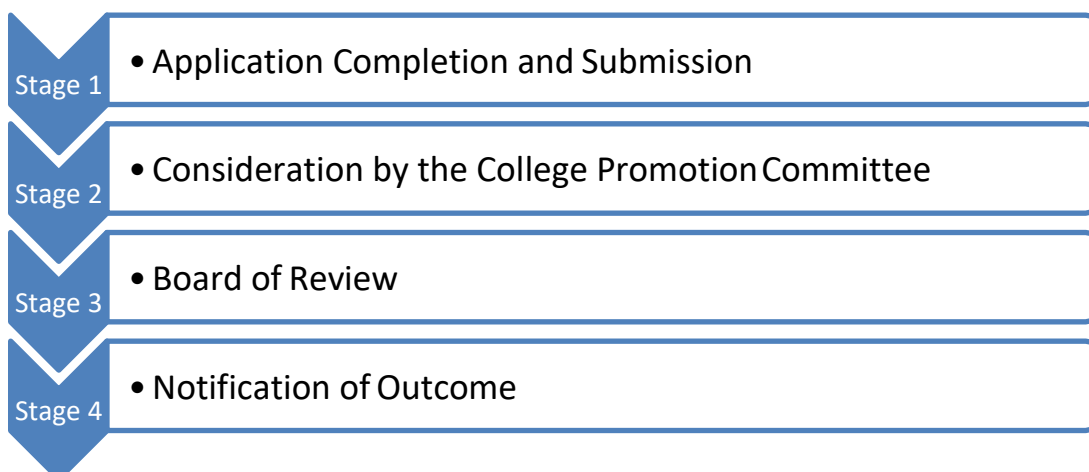 Stage 1
• Application Completion and Submission
Stage 2
• Consideration by the College Promotion Committee
Stage 3
• Board of Review
Stage 4
• Notification of Outcome